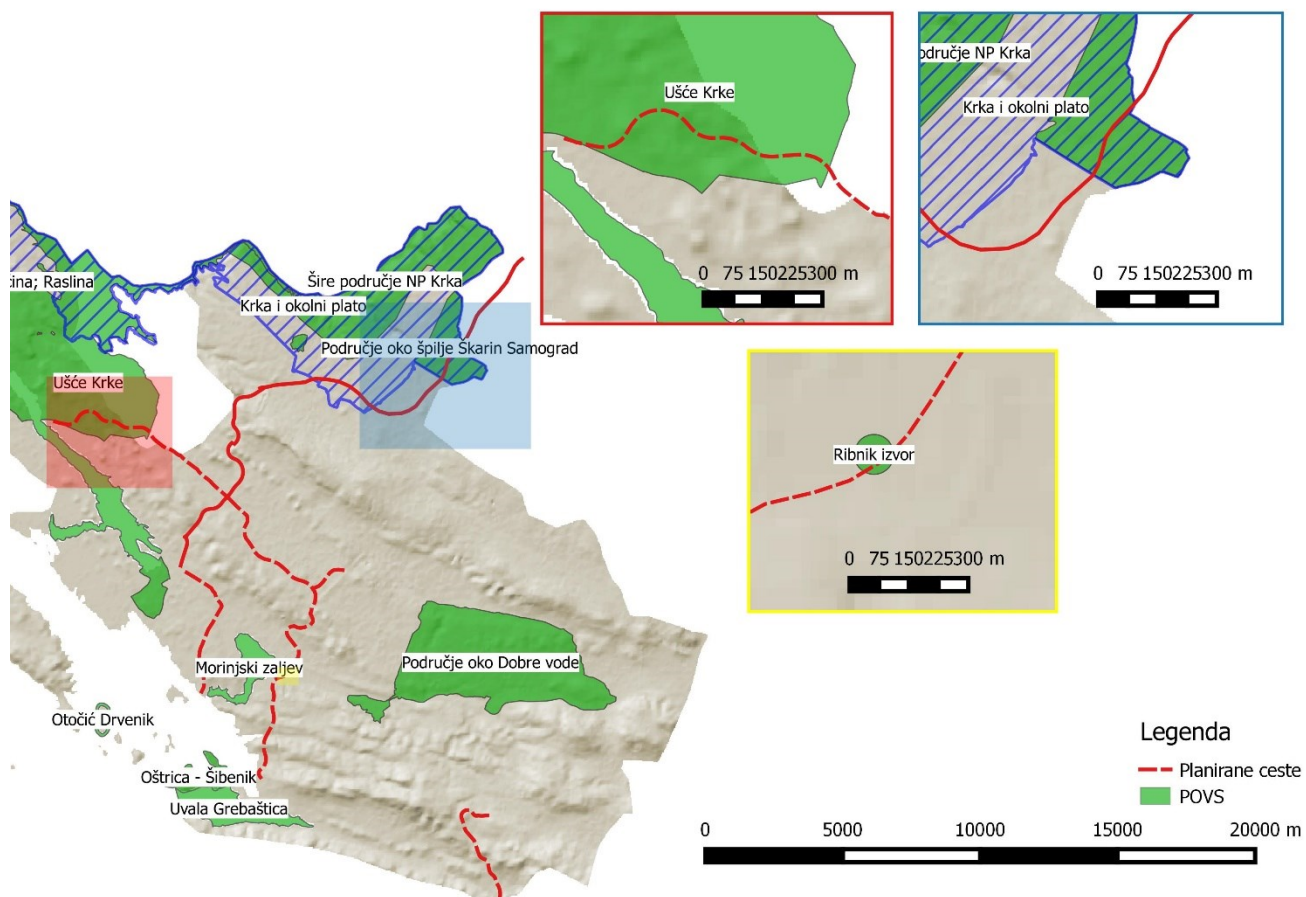 Ušće Krke
0 75 150225300 m
područje NP Krka
Krka i okolni plato
0 75 150225300 m
cina; Raslina
Šire područje NP Krka
Krka i okolni plato
Područje oko špilje Škarin Samograd
Ušće Krke
Ribnik izvor
0 75 150225300 m
Morinjski zaljev
Područje oko Dobre vode
Otočić Drvenik
Oštrica - Šibenik
Uvala Grebaštica
Legenda
Planirane ceste
POVS
0 5000 10000 15000 20000 m